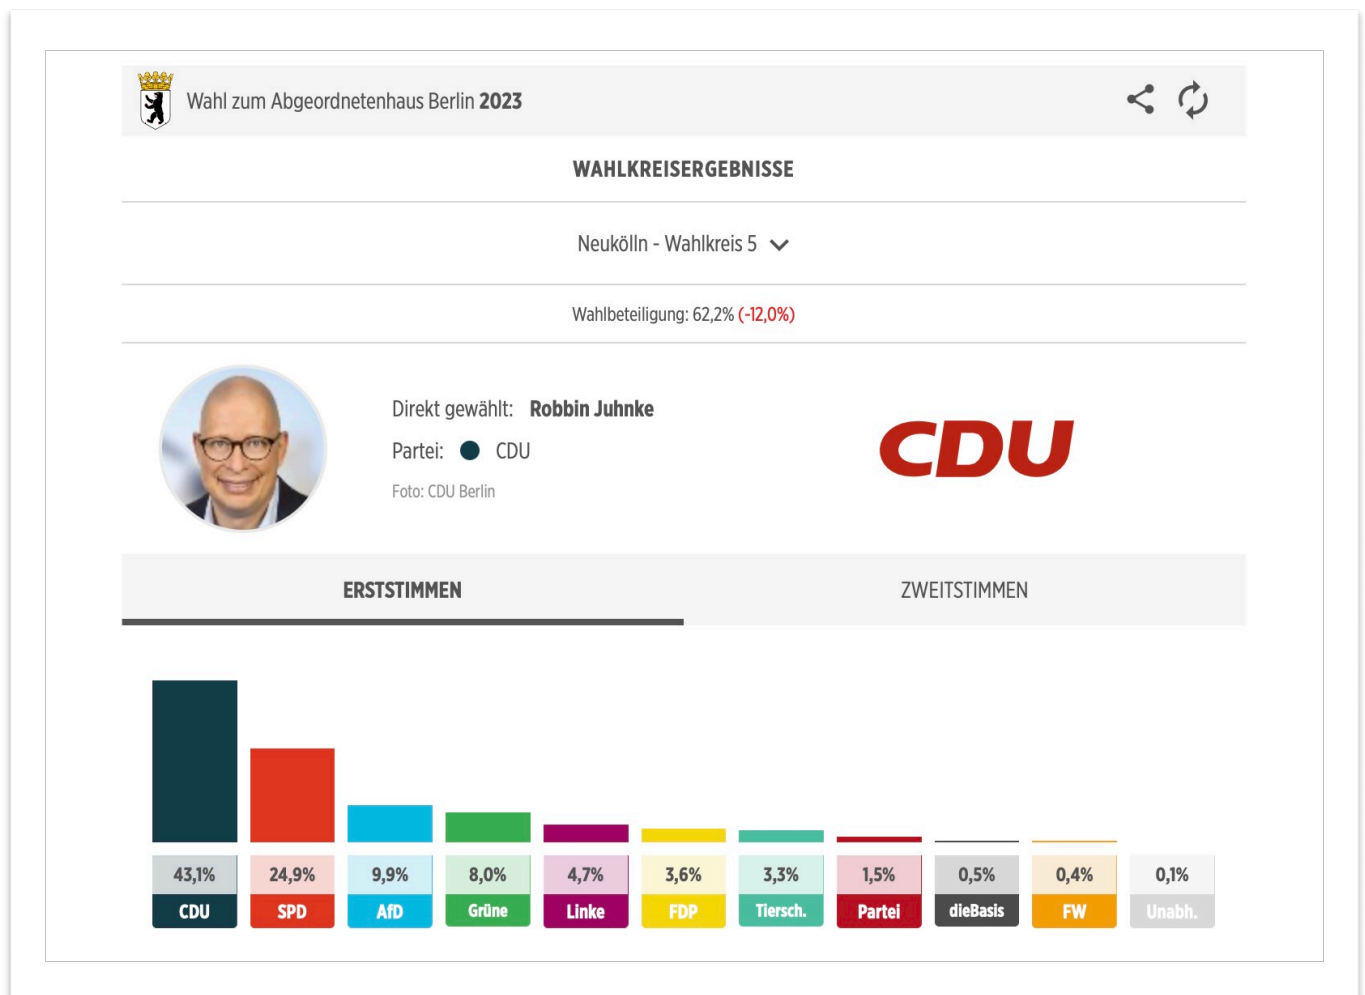 Wahl zum Abgeordnetenhaus Berlin 2023
WAHLKREISERGEBNISSE
Neukölln - Wahlkreis 5
Wahlbeteiligung: 62,2% (-12,0%)
Direkt gewählt: Robbin Juhnke
Partei: CDU
Foto: CDU Berlin
CDU
ERSTSTIMMEN ZWEITSTIMMEN
43,1% 24,9% 9,9% 8,0% 4,7% 3,6% 3,3% 1,5% 0,5% 0,4% 0,1%
CDU SPD AfD Grüne Linke FDP Tiersch. Partei dieBasis FW Unabh.